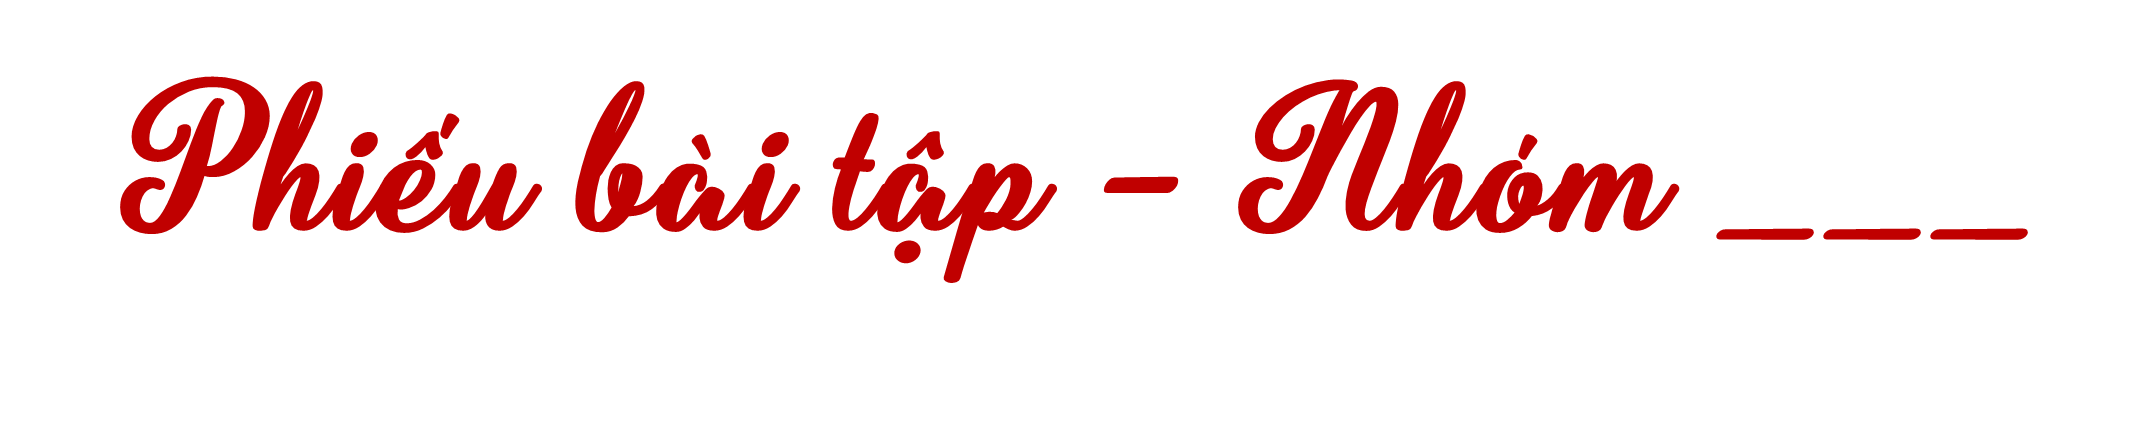 Phiếu bài tập - Nhóm ___